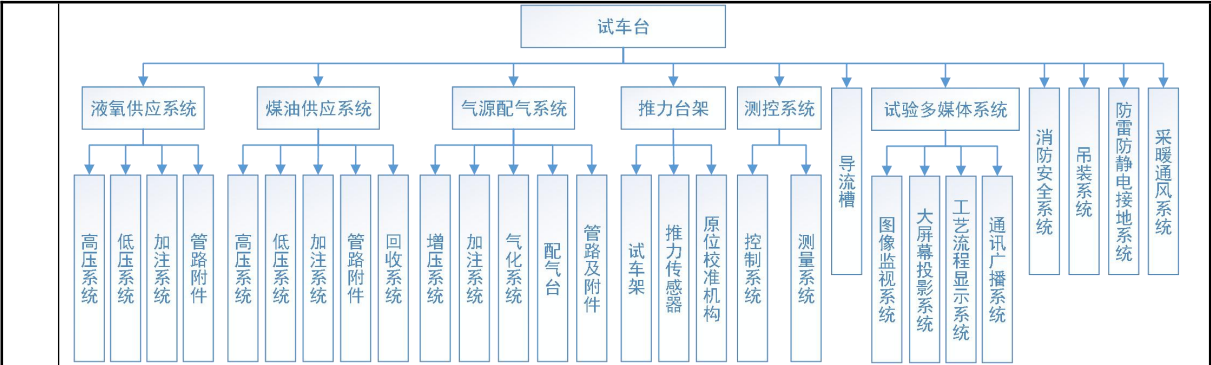 试车台
液氧供应系统
煤油供应系统
气源配气系统
推力台架
测控系统
导流槽
试验多媒体系统
消防安全系统
吊装系统
防雷防静电接地系统
采暖通风系统
高压系统
低压系统
加注系统
管路附件
高压系统
低压系统
加注系统
管路附件
回收系统
增压系统
加注系统
气化系统
配气台
管路及附件
试车架
推力传感器
原位校准机构
控制系统
测量系统
图像监视系统
大屏幕投影系统
工艺流程显示系统
通讯广播系统